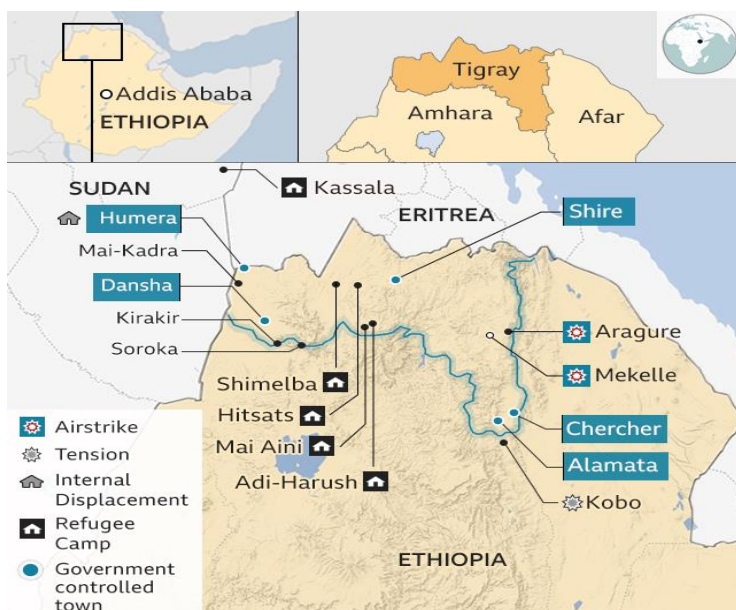 Addis Ababa
ETHIOPIA
Tigray
Amhara
Afar
SUDAN
Kassala
Humera
ERITREA
Shire
Mai-Kadra
Dansha
Kirakir
Soroka
Aragure
Shimelba
Mekelle
Hitsats
Mai Aini
Chercher
Adi-Harush
Alamata
Kobo
Airstrike
Tension
Internal
Displacement
Refugee
Camp
Government
controlled
town
ETHIOPIA